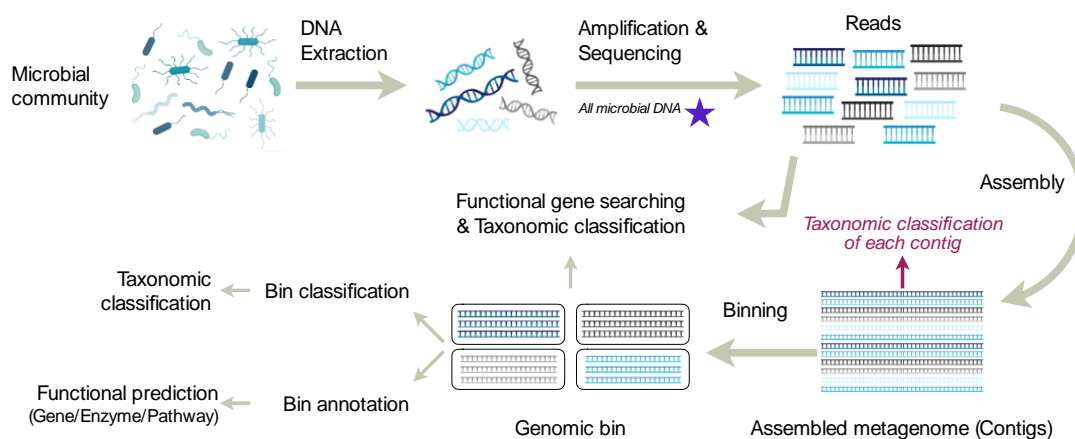 Microbial
community
DNA
Extraction
Amplification &
Sequencing
All microbial DNA
Reads
Assembly
Functional gene searching
& Taxonomic classification
Taxonomic classification
of each contig
Taxonomic
classification
Bin classification
Binning
Functional prediction
(Gene/Enzyme/Pathway)
Bin annotation
Genomic bin
Assembled metagenome (Contigs)